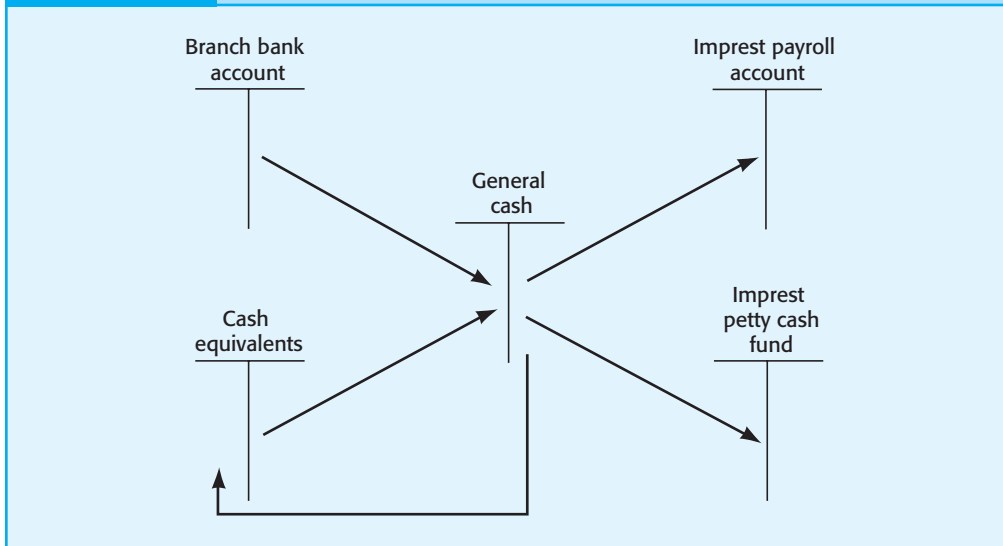 Branch bank
account
Imprest payroll
account
General
cash
Cash
equivalents
Imprest
petty cash
fund